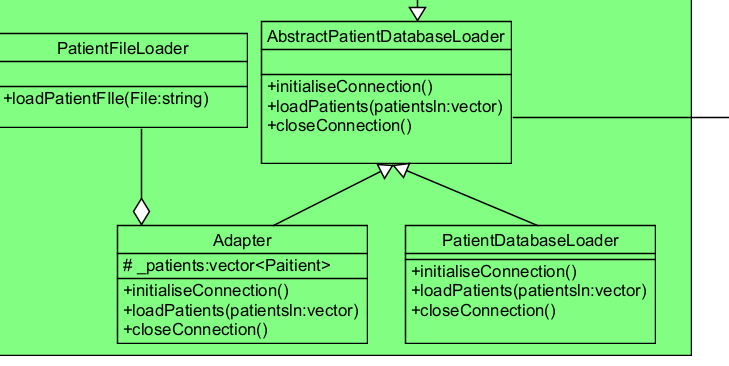 PatientFileLoader
+loadPatientFIle(File:string)
AbstractPatientDatabaseLoader
+initialiseConnection()
+loadPatients(patientsIn:vector)
+closeConnection()
Adapter
# _patients:vector<Paitient>
+initialiseConnection()
+loadPatients(patientsIn:vector)
+closeConnection()
PatientDatabaseLoader
+initialiseConnection()
+loadPatients(patientsIn:vector)
+closeConnection()